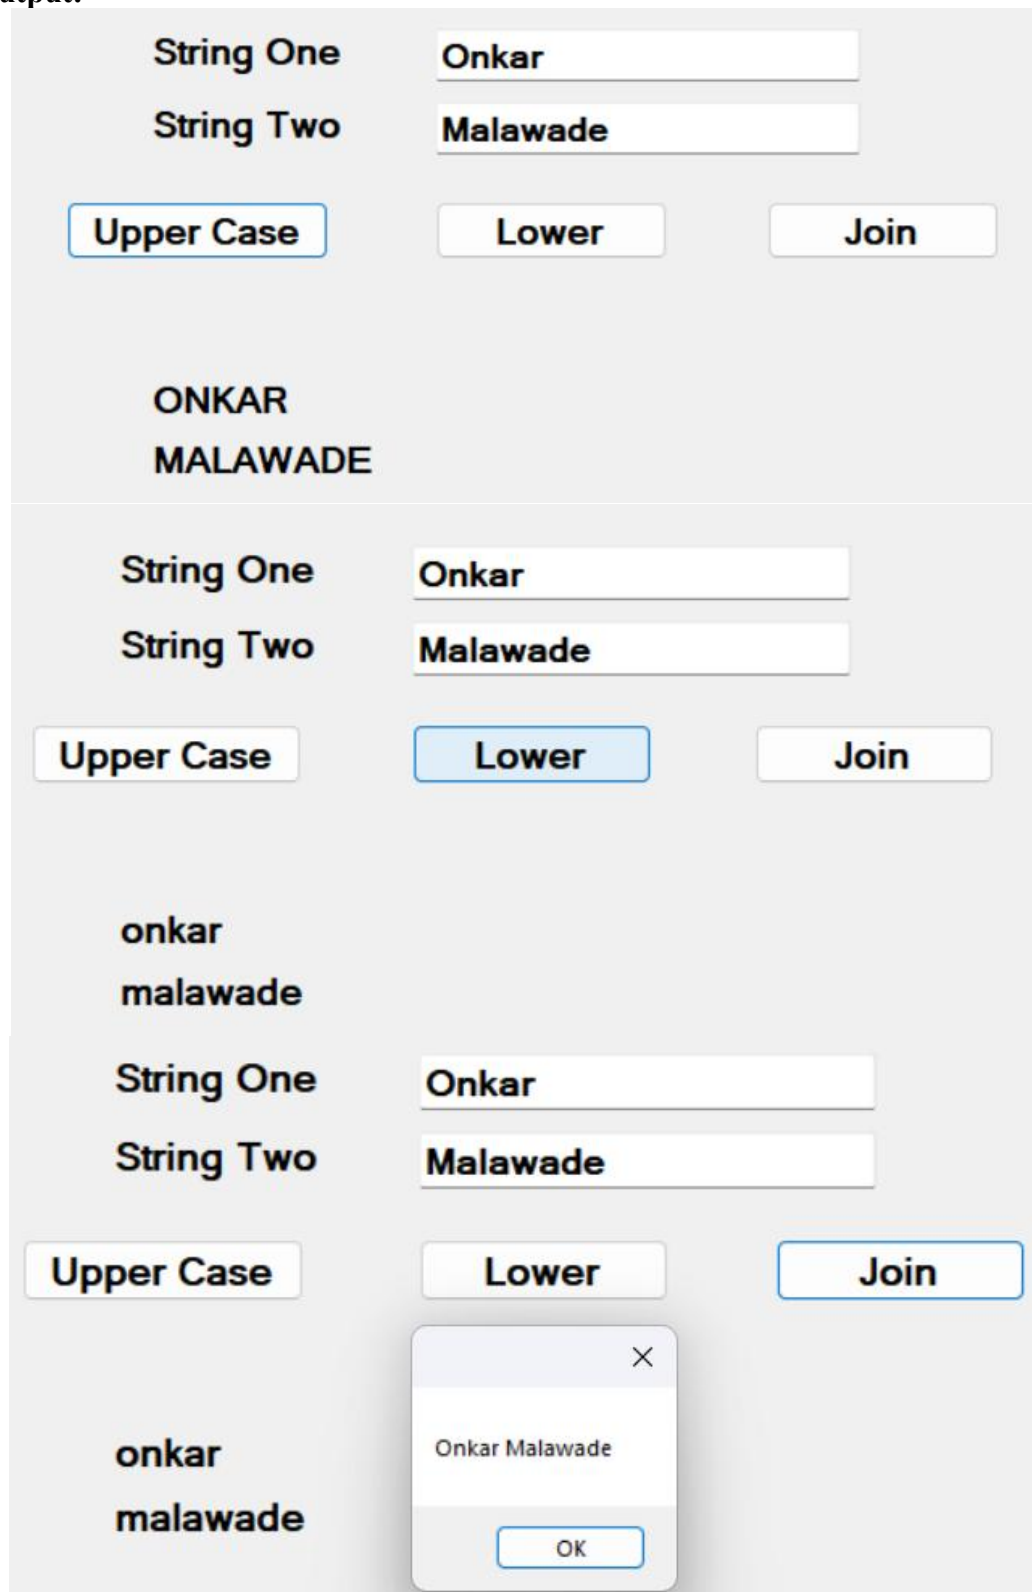 String One Onkar
String Two Malawade
Upper Case Lower Join
ONKAR
MALAWADE
String One Onkar
String Two Malawade
Upper Case Lower Join
onkar
malawade
String One Onkar
String Two Malawade
Upper Case Lower Join
Onkar Malawade
onkar
malawade
OK